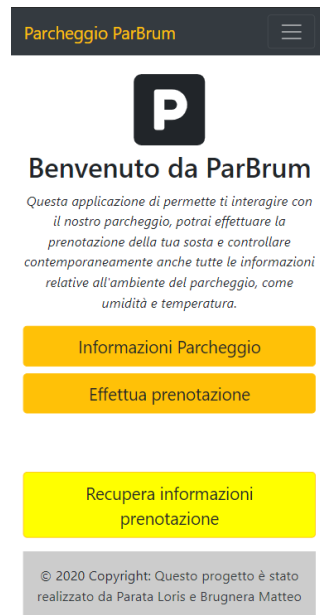 Parcheggio ParBrum
P
Benvenuto da ParBrum
Questa applicazione di permette ti interagire con
il nostro parcheggio, potrai effettuare la
prenotazione della tua sosta e controllare
contemporaneamente anche tutte le informazioni
relative all'ambiente del parcheggio, come
umidità e temperatura.
Informazioni Parcheggio
Effettua prenotazione
Recupera informazioni
prenotazione
© 2020 Copyright: Questo progetto è stato
realizzato da Parata Loris e Brugnera Matteo